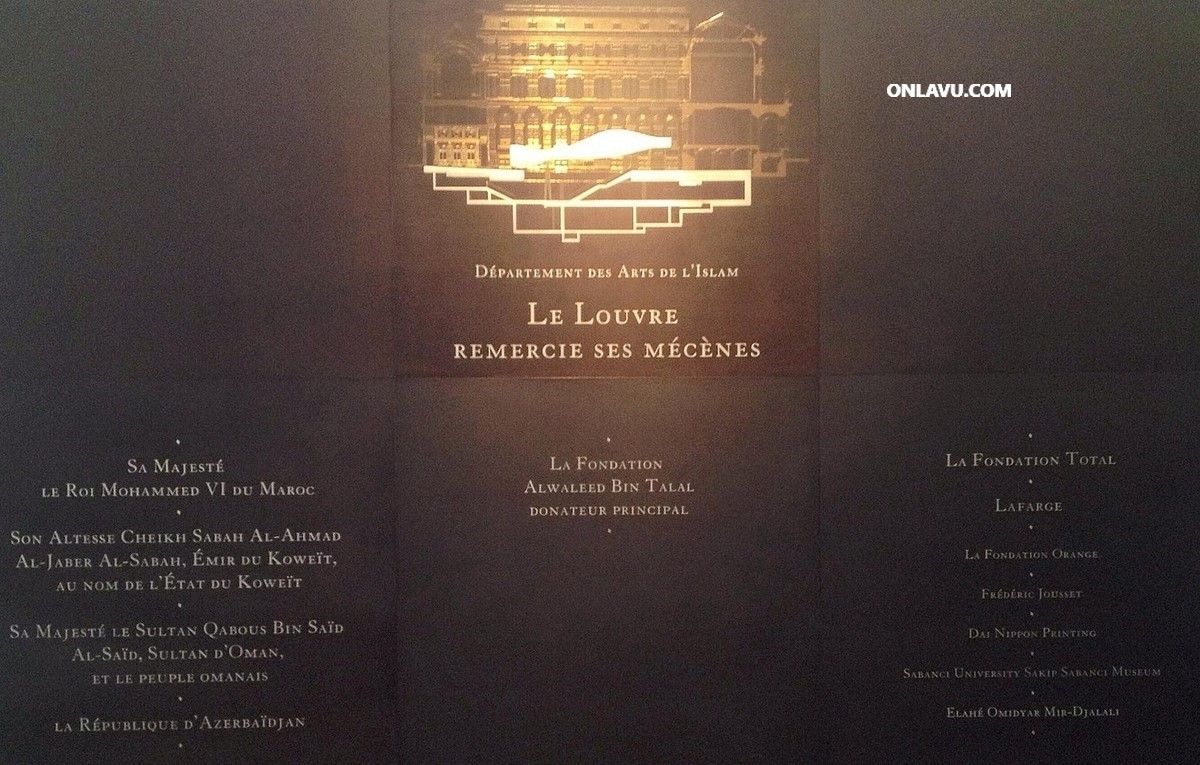 ONLAVU.COM
Département des Arts de l'Islam
Le Louvre
remercie ses mécènes
Sa Majesté
le Roi Mohammed VI du Maroc
Son Altesse Cheikh Sabah Al-Ahmad
Al-Jaber Al-Sabah, Émir du Koweït,
au nom de l'État du Koweït
Sa Majesté le Sultan Qabous Bin Saïd
Al-Saïd, Sultan d'Oman,
et le peuple omanais
la République d'Azerbaïdjan
La Fondation
Alwaleed Bin Talal
donateur principal
La Fondation Total
Lafarge
La Fondation Orange
Frédéric Jousset
Dai Nippon Printing
Sabanci University Sakip Sabanci Museum
Elahé Omidyar Mir-Djalali